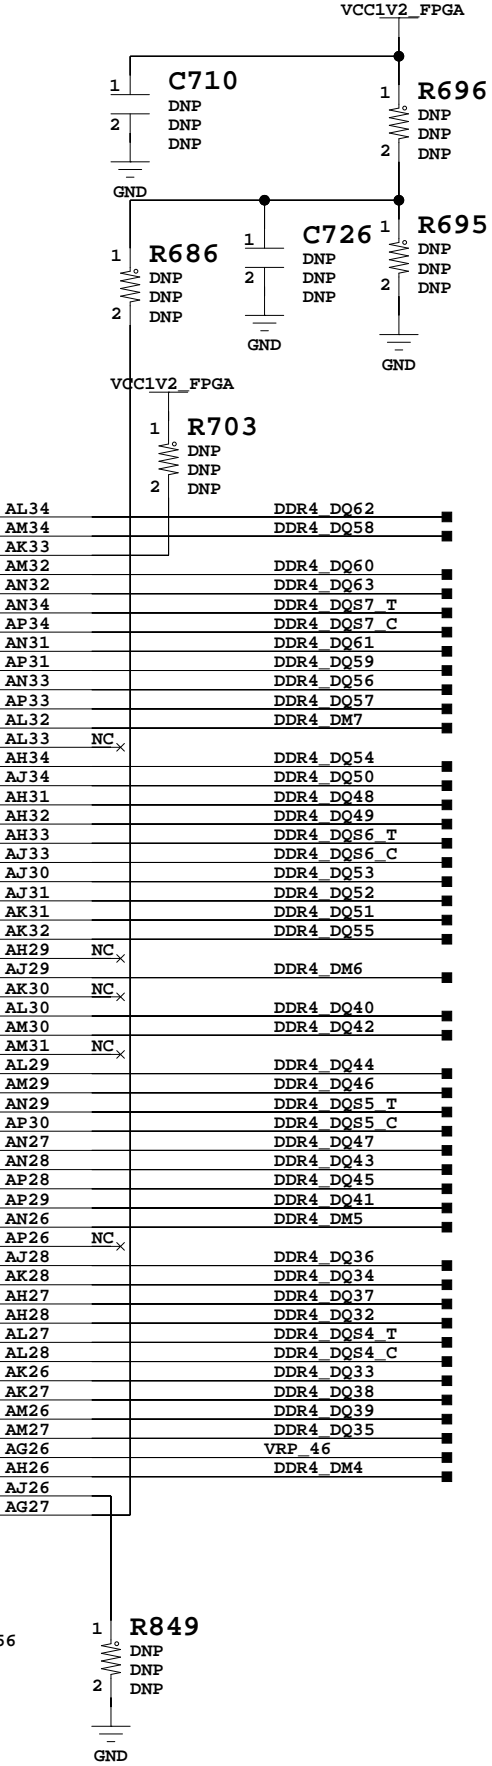 VCC1V2_FPGA
1 C710
DNP
2 DNP
DNP
GND
1 R696
DNP
DNP
2 DNP
1 R686
DNP
DNP
2 DNP
1 C726
DNP
2 DNP
DNP
GND
1 R695
DNP
DNP
2 DNP
GND
VCC1V2_FPGA
1 R703
DNP
DNP
2 DNP
AL34 DDR4_DQ62
AM34 DDR4_DQ58
AK33
AM32 DDR4_DQ60
AN32 DDR4_DQ63
AN34 DDR4_DQS7_T
AP34 DDR4_DQS7_C
AN31 DDR4_DQ61
AP31 DDR4_DQ59
AN33 DDR4_DQ56
AP33 DDR4_DQ57
AL32 DDR4_DM7
AL33 NC
AH34 DDR4_DQ54
AJ34 DDR4_DQ50
AH31 DDR4_DQ48
AH32 DDR4_DQ49
AH33 DDR4_DQS6_T
AJ33 DDR4_DQS6_C
AJ30 DDR4_DQ53
AJ31 DDR4_DQ52
AK31 DDR4_DQ51
AK32 DDR4_DQ55
AH29 NC
AJ29 DDR4_DM6
AK30 NC
AL30 DDR4_DQ40
AM30 DDR4_DQ42
AM31 NC
AL29 DDR4_DQ44
AM29 DDR4_DQ46
AN29 DDR4_DQS5_T
AP30 DDR4_DQS5_C
AN27 DDR4_DQ47
AN28 DDR4_DQ43
AP28 DDR4_DQ45
AP29 DDR4_DQ41
AN26 DDR4_DM5
AP26 NC
AJ28 DDR4_DQ36
AK28 DDR4_DQ34
AH27 DDR4_DQ37
AH28 DDR4_DQ32
AL27 DDR4_DQS4_T
AL28 DDR4_DQS4_C
AK26 DDR4_DQ33
AK27 DDR4_DQ38
AM26 DDR4_DQ39
AM27 DDR4_DQ35
AG26 VRP_46
AH26 DDR4_DM4
AJ26
AG27
1 R849
DNP
DNP
2 DNP
GND